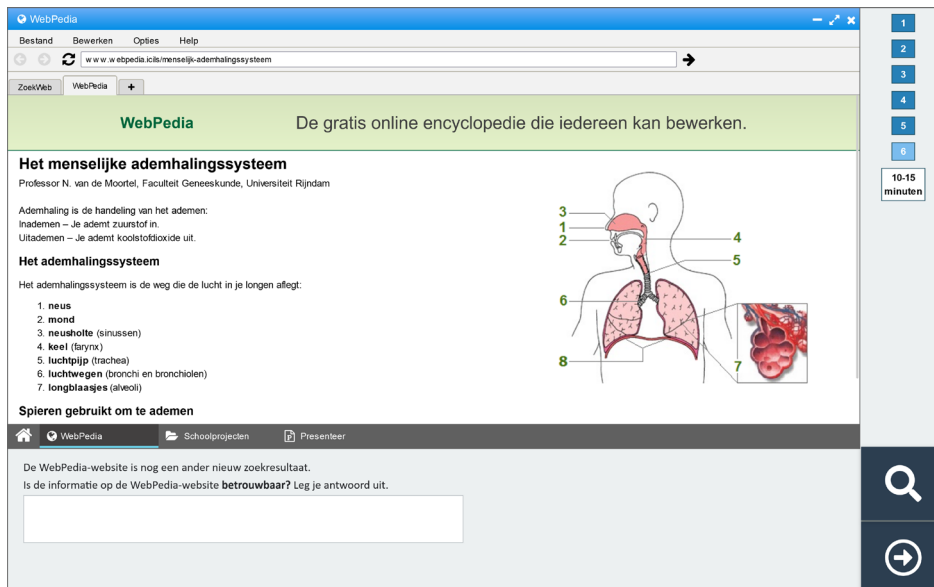 WebPedia
Bestand Bewerken Opties Help
www.webpedia.icils/menselijk-ademhalingssysteem
ZoekWeb WebPedia +
WebPedia De gratis online encyclopedie die iedereen kan bewerken.
Het menselijke ademhalingssysteem
Professor N. van de Moortel, Faculteit Geneeskunde, Universiteit Rijndam
Ademhaling is de handeling van het ademen:
Inademen – Je ademt zuurstof in.
Uitademen – Je ademt koolstofdioxide uit.
Het ademhalingssysteem
Het ademhalingssysteem is de weg die de lucht in je longen aflegt:
1. neus
2. mond
3. neusholte (sinussen)
4. keel (farynx)
5. luchtpijp (trachea)
6. luchtwegen (bronchi en bronchiolen)
7. longblaasjes (alveoli)
Spieren gebruikt om te ademen
3
1
2
4
5
6
8
7
WebPedia Schoolprojecten Presenteer
De WebPedia-website is nog een ander nieuw zoekresultaat.
Is de informatie op de WebPedia-website betrouwbaar? Leg je antwoord uit.
1
2
3
4
5
6
10-15
minuten